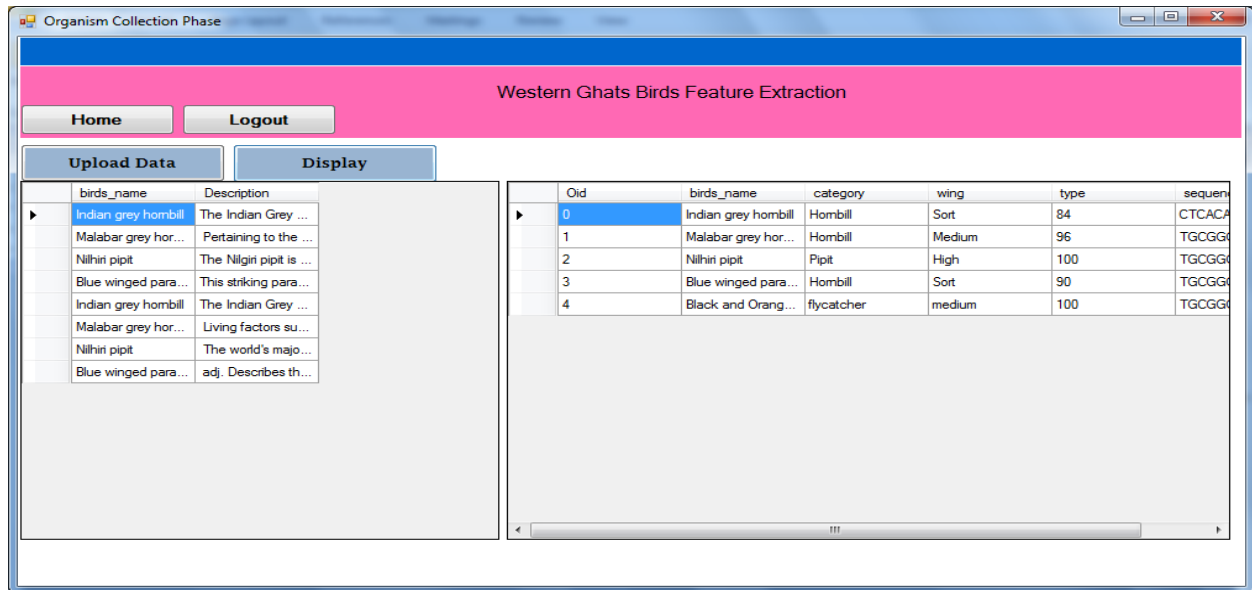 Organism Collection Phase
Western Ghats Birds Feature Extraction
Home Logout
Upload Data Display
birds_name Description
Indian grey hornbill The Indian Grey ...
Malabar grey hor... Pertaining to the ...
Nilhiri pipit The Nilgiri pipit is ...
Blue winged para... This striking para...
Indian grey hornbill The Indian Grey ...
Malabar grey hor... Living factors su...
Nilhiri pipit The world's majo...
Blue winged para... adj. Describes th...
Oid birds_name category wing type sequen
0 Indian grey hornbill Hornbill Sort 84 CTCACA
1 Malabar grey hor... Hornbill Medium 96 TGCGG
2 Nilhiri pipit Pipit High 100 TGCGG
3 Blue winged para... Hornbill Sort 90 TGCGG
4 Black and Orang... flycatcher medium 100 TGCGG